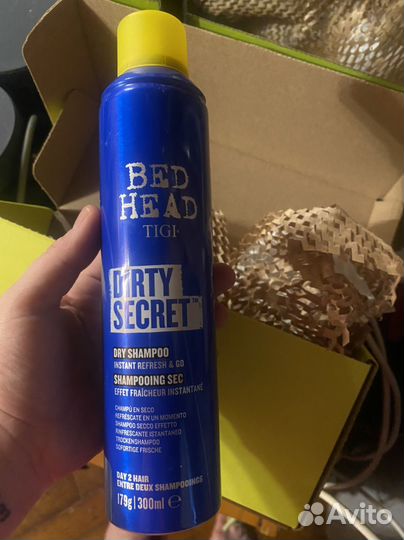 BED
HEAD
TIGI
DIRTY
SECRET™
DRY SHAMPOO
INSTANT REFRESH & GO
SHAMPOOING SEC
EFFET FRAÎCHEUR INSTANTANÉ
CHAMPÚ EN SECO
REFRÉSCATE EN UN MOMENTO
SHAMPOO SECCO EFFETTO
RINFRESCANTE ISTANTANEO
TROCKENSHAMPOO
SOFORTIGE FRISCHE
DAY 2 HAIR
ENTRE DEUX SHAMPOOINGS
179g | 300ml ℮
Avito